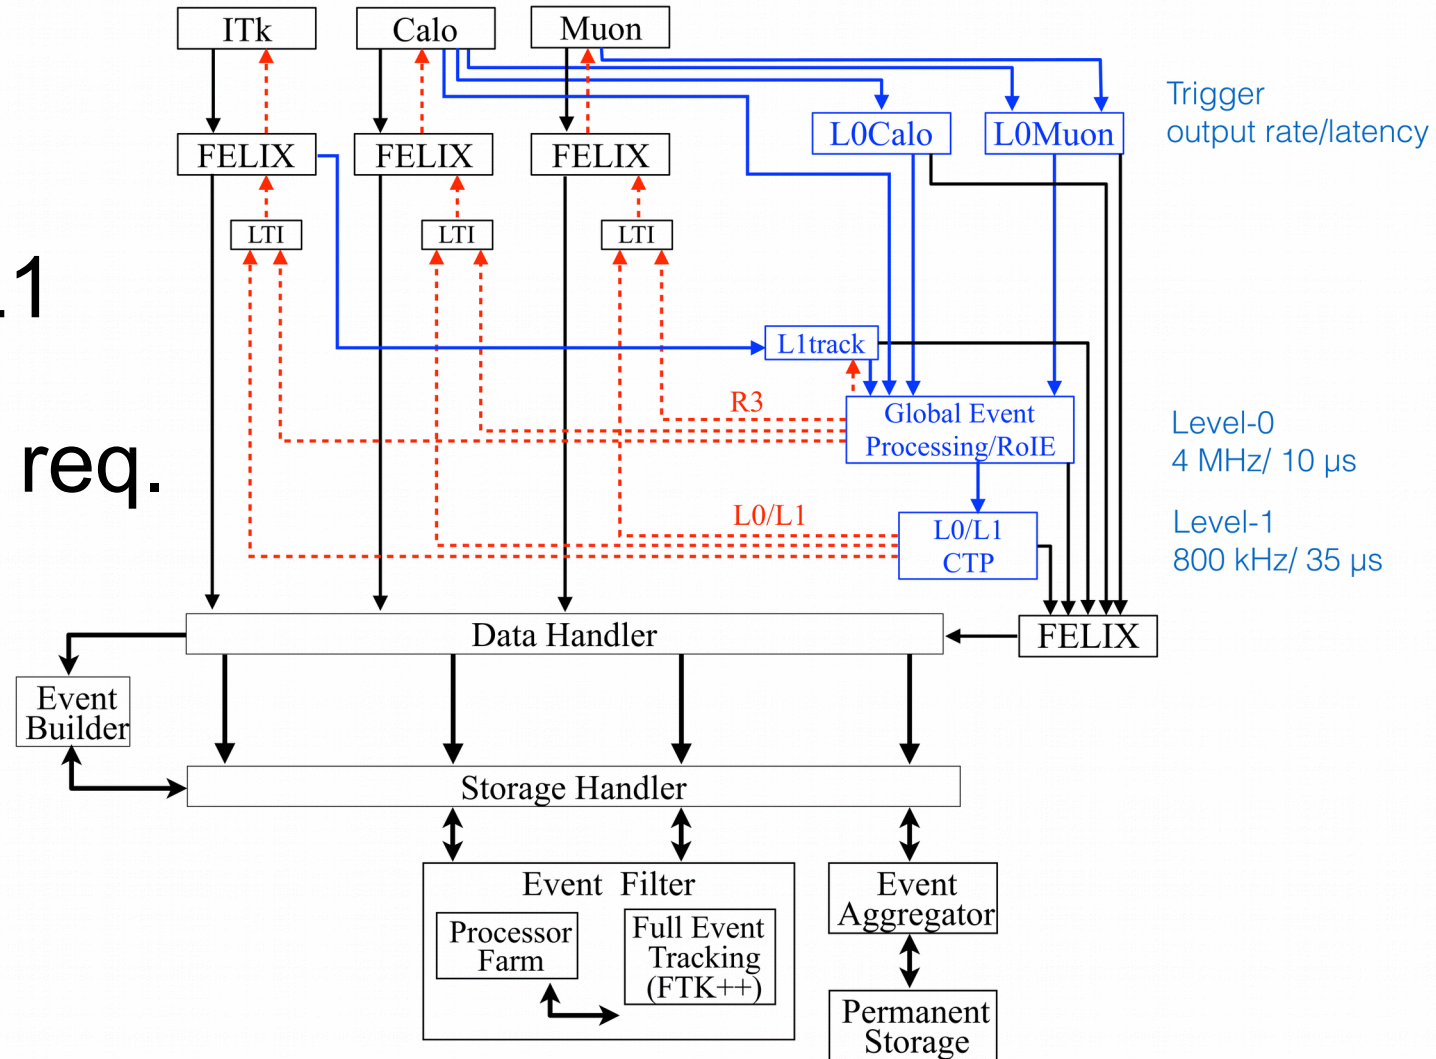 ITk
Calo
Muon
FELIX
FELIX
FELIX
L0Calo
L0Muon
Trigger
output rate/latency
LTI
LTI
LTI
.1
L1track
R3
Global Event
Processing/RoIE
Level-0
4 MHz/ 10 µs
req.
L0/L1
L0/L1
CTP
Level-1
800 kHz/ 35 µs
Data Handler
FELIX
Event
Builder
Storage Handler
Event Filter
Processor
Farm
Full Event
Tracking
(FTK++)
Event
Aggregator
Permanent
Storage